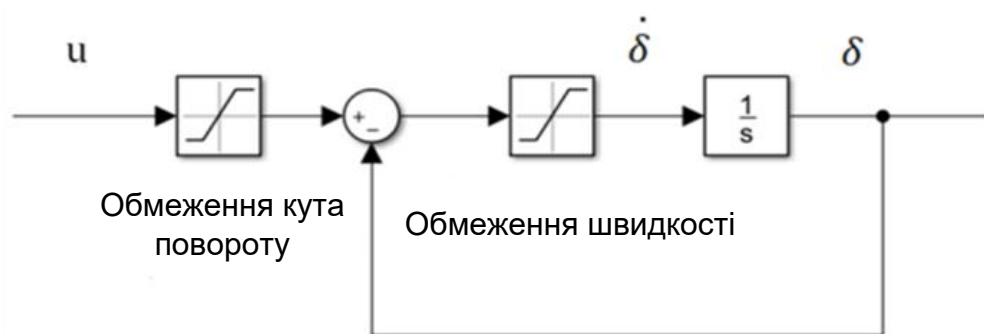 u
δ̇
δ
+
−
1
s
Обмеження кута
повороту
Обмеження швидкості